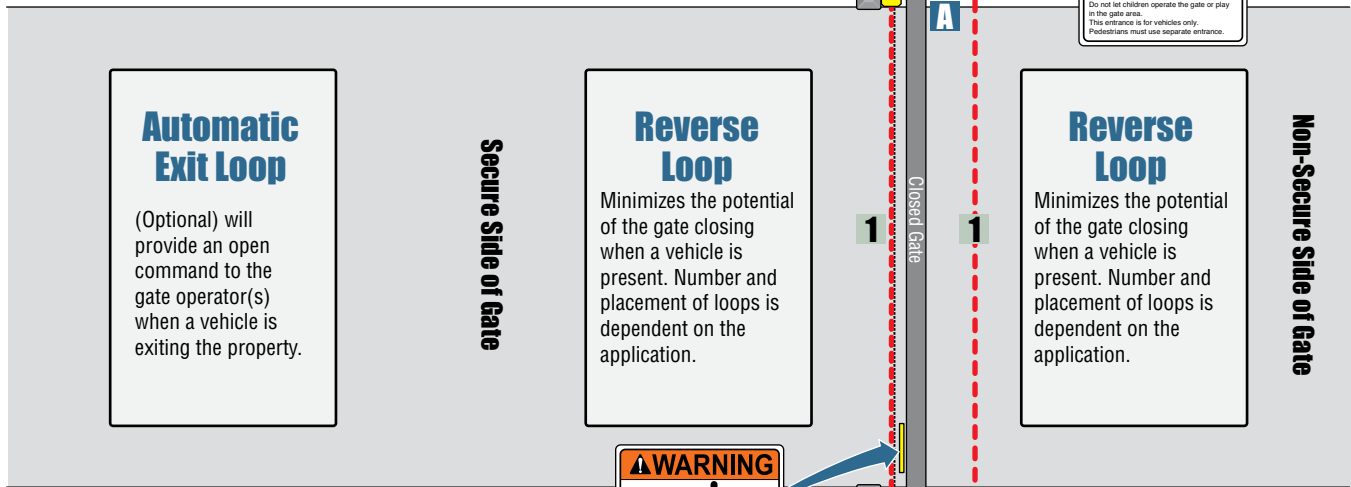 Do not let children operate the gate or play
in the gate area.
This entrance is for vehicles only.
Pedestrians must use separate entrance.
A
Automatic
Exit Loop
(Optional) will
provide an open
command to the
gate operator(s)
when a vehicle is
exiting the property.
Secure Side of Gate
Reverse
Loop
Minimizes the potential
of the gate closing
when a vehicle is
present. Number and
placement of loops is
dependent on the
application.
1
Closed Gate
1
Reverse
Loop
Minimizes the potential
of the gate closing
when a vehicle is
present. Number and
placement of loops is
dependent on the
application.
Non-Secure Side of Gate
WARNING